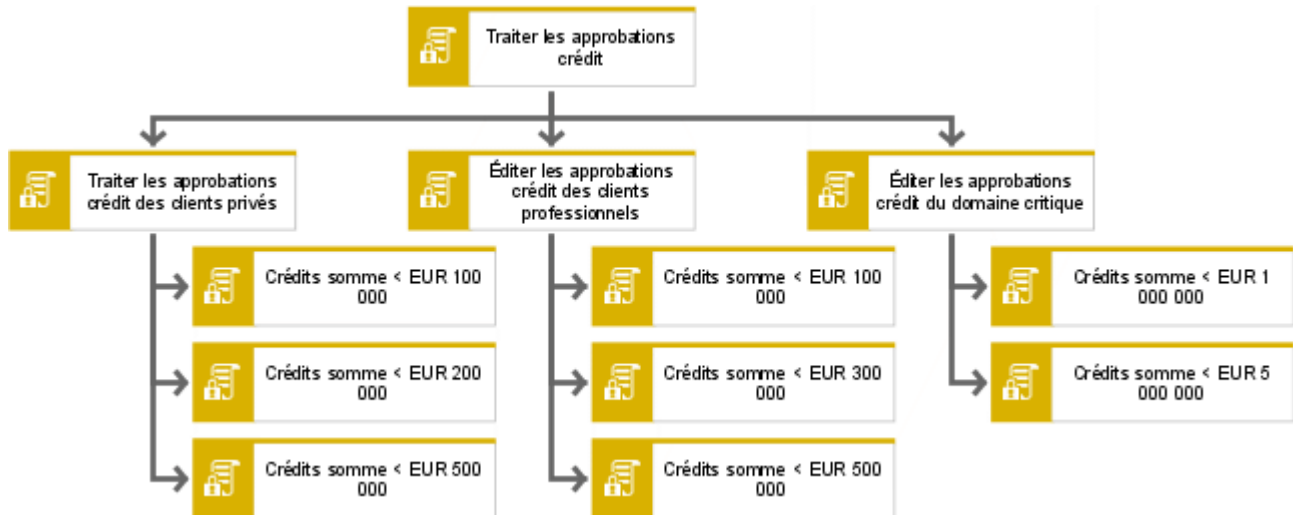 Traiter les approbations
crédit
Traiter les approbations
crédit des clients privés
Éditer les approbations
crédit des clients
professionnels
Éditer les approbations
crédit du domaine critique
Crédits somme < EUR 100
000
Crédits somme < EUR 100
000
Crédits somme < EUR 1
000 000
Crédits somme < EUR 200
000
Crédits somme < EUR 300
000
Crédits somme < EUR 5
000 000
Crédits somme < EUR 500
000
Crédits somme < EUR 500
000